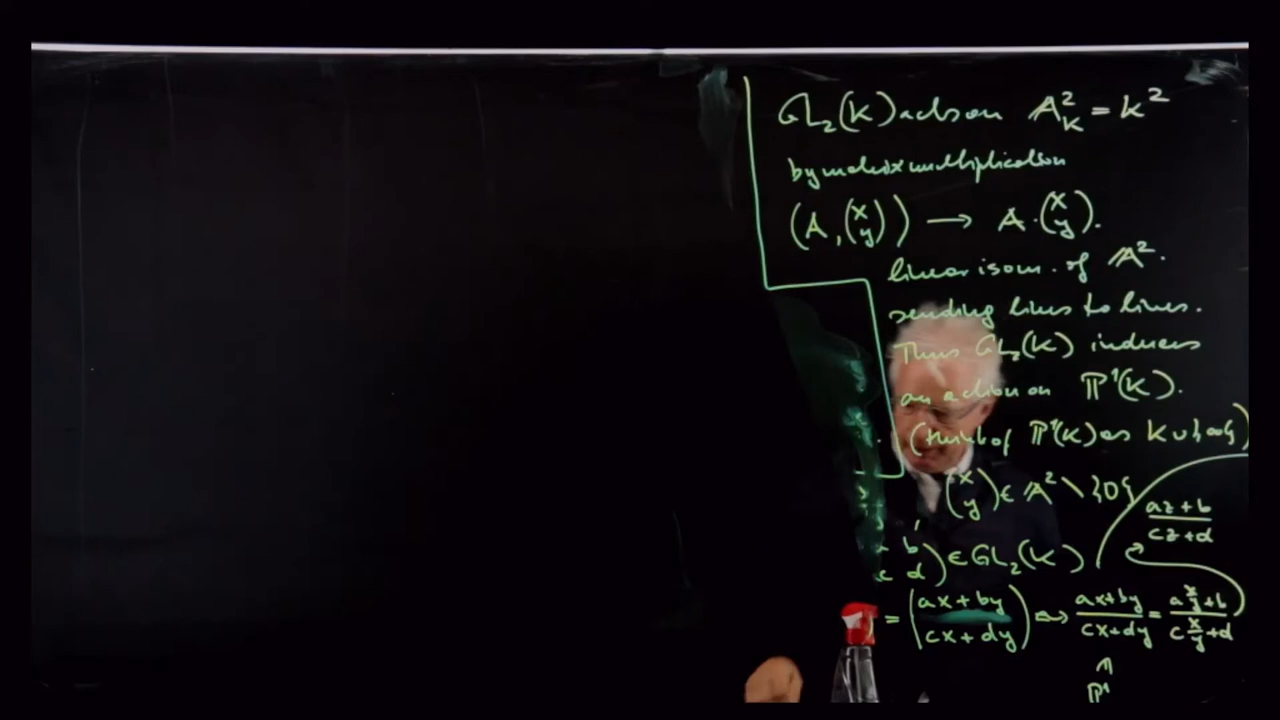 GL₂(K) acts on 𝔸²_K = K²
by matrix multiplication
(A, (x y)) → A · (x y).
linear isom. of 𝔸².
sending lines to lines.
Thus GL₂(K) induces
an action on ℙ¹(K).
(think of ℙ¹(K) as K ∪ {∞})
(x y) ∈ 𝔸² \ {0}
(az + b)/(cz + d)
b
c d) ∈ GL₂(K)
= (ax + by
cx + dy) ⇝ (ax + by)/(cx + dy) = (a x/y + b)/(c x/y + d)
ℙ¹